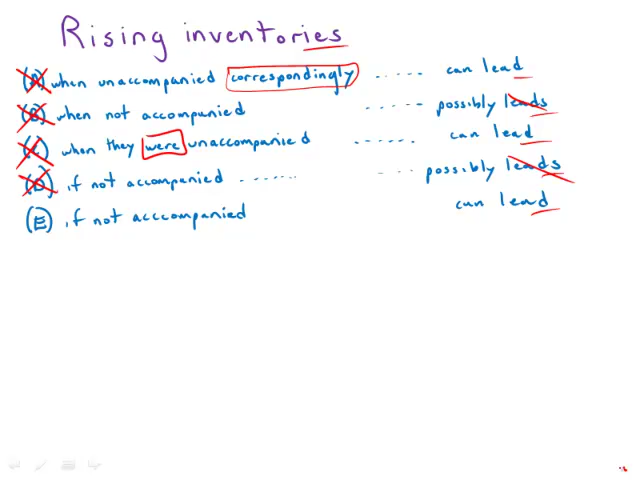 Rising inventories
(A) when unaccompanied correspondingly ..... can lead
(B) when not accompanied ..... possibly leads
(C) when they were unaccompanied ...... can lead
(D) if not accompanied ....... ... possibly leads
(E) if not acccompanied can lead